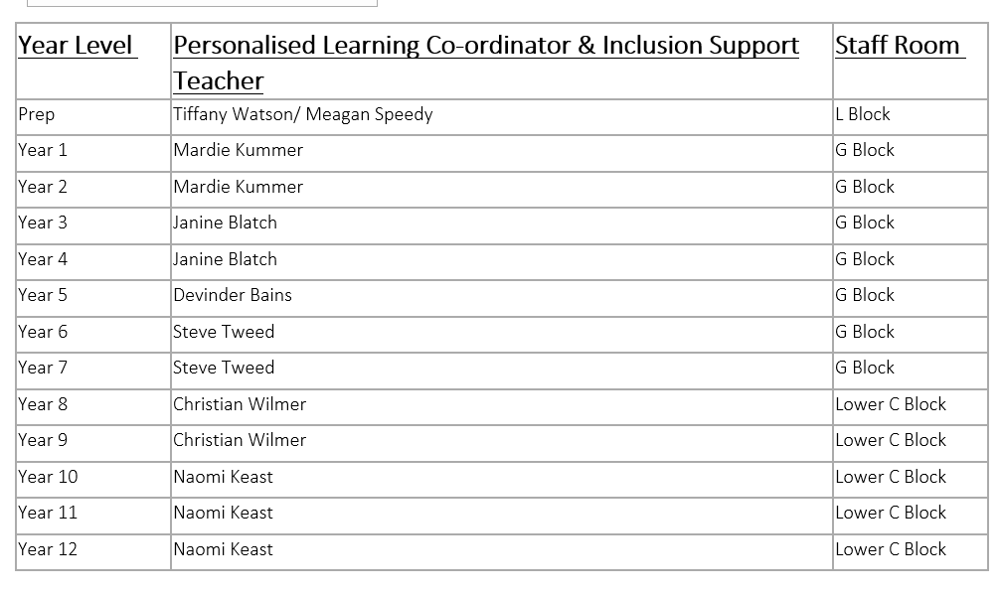 Year Level Personalised Learning Co-ordinator & Inclusion Support Staff Room
Teacher
Prep Tiffany Watson/ Meagan Speedy L Block
Year 1 Mardie Kummer G Block
Year 2 Mardie Kummer G Block
Year 3 Janine Blatch G Block
Year 4 Janine Blatch G Block
Year 5 Devinder Bains G Block
Year 6 Steve Tweed G Block
Year 7 Steve Tweed G Block
Year 8 Christian Wilmer Lower C Block
Year 9 Christian Wilmer Lower C Block
Year 10 Naomi Keast Lower C Block
Year 11 Naomi Keast Lower C Block
Year 12 Naomi Keast Lower C Block